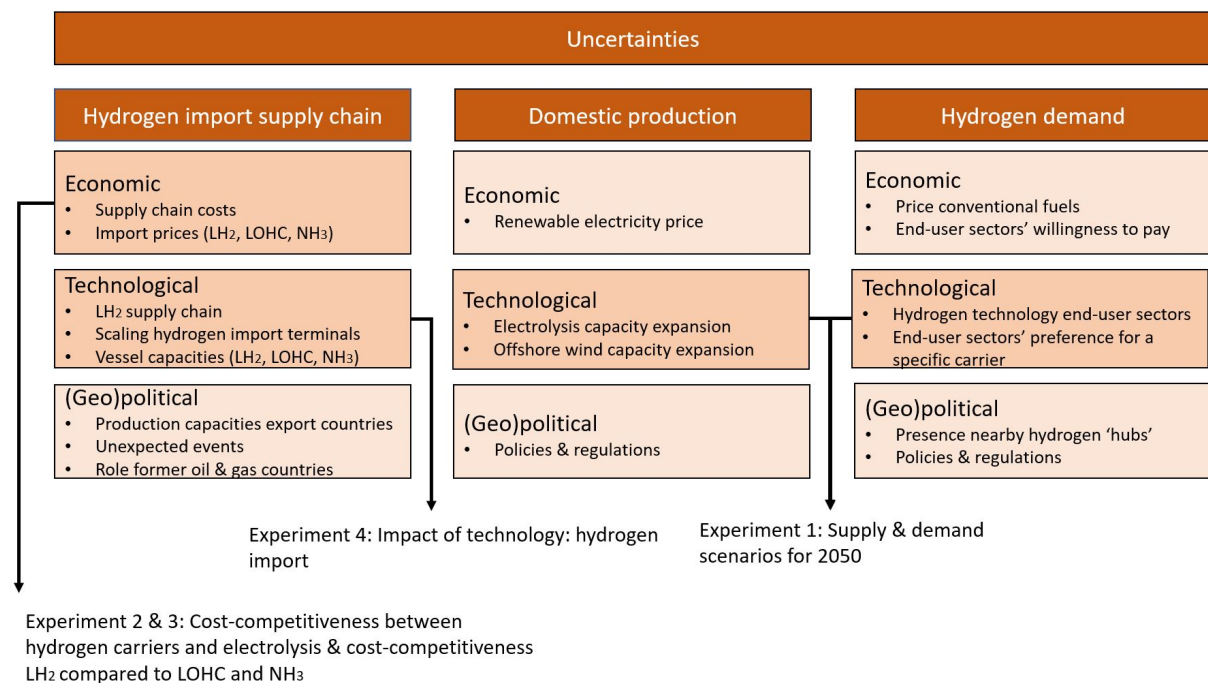 Uncertainties
Hydrogen import supply chain
Economic
• Supply chain costs
• Import prices (LH₂, LOHC, NH₃)
Technological
• LH₂ supply chain
• Scaling hydrogen import terminals
• Vessel capacities (LH₂, LOHC, NH₃)
(Geo)political
• Production capacities export countries
• Unexpected events
• Role former oil & gas countries
Domestic production
Economic
• Renewable electricity price
Technological
• Electrolysis capacity expansion
• Offshore wind capacity expansion
(Geo)political
• Policies & regulations
Hydrogen demand
Economic
• Price conventional fuels
• End-user sectors’ willingness to pay
Technological
• Hydrogen technology end-user sectors
• End-user sectors’ preference for a
specific carrier
(Geo)political
• Presence nearby hydrogen ‘hubs’
• Policies & regulations
Experiment 4: Impact of technology: hydrogen
import
Experiment 1: Supply & demand
scenarios for 2050
Experiment 2 & 3: Cost-competitiveness between
hydrogen carriers and electrolysis & cost-competitiveness
LH₂ compared to LOHC and NH₃